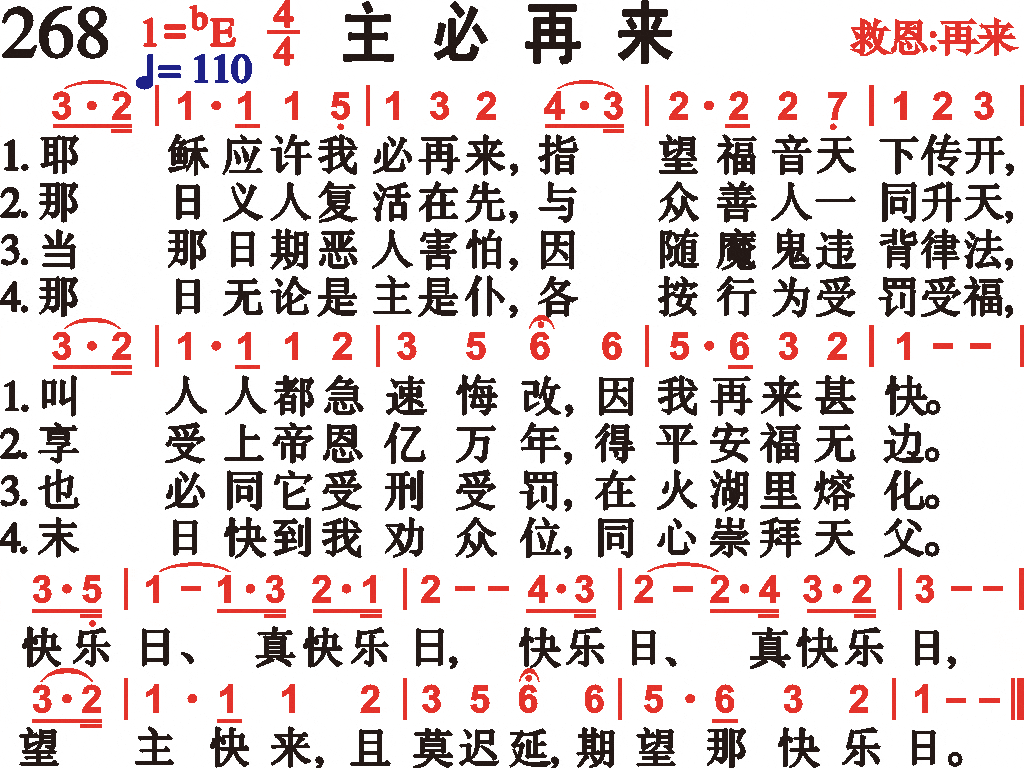 268 1=♭E 4/4 主必再来 救恩:再来
♩=110
3·2 | 1·1 1 5 | 1 3 2 4·3 | 2·2 2 7 | 1 2 3 |
1.耶 稣应许我必再来,指 望福音天下传开,
2.那 日义人复活在先,与 众善人一同升天,
3.当 那日期恶人害怕,因 随魔鬼违背律法,
4.那 日无论是主是仆,各 按行为受罚受福,
3·2 | 1·1 1 2 | 3 5 6 6 | 5·6 3 2 | 1 - - |
1.叫 人人都急速悔改,因我再来甚快。
2.享 受上帝恩亿万年,得平安福无边。
3.也 必同它受刑受罚,在火湖里熔化。
4.末 日快到我劝众位,同心崇拜天父。
3·5 | 1 - 1·3 2·1 | 2 - - 4·3 | 2 - 2·4 3·2 | 3 - - |
快乐日、真快乐日,快乐日、真快乐日,
3·2 | 1·1 1 2 | 3 5 6 6 | 5·6 3 2 | 1 - - ‖
望 主快来,且莫迟延,期望那快乐日。